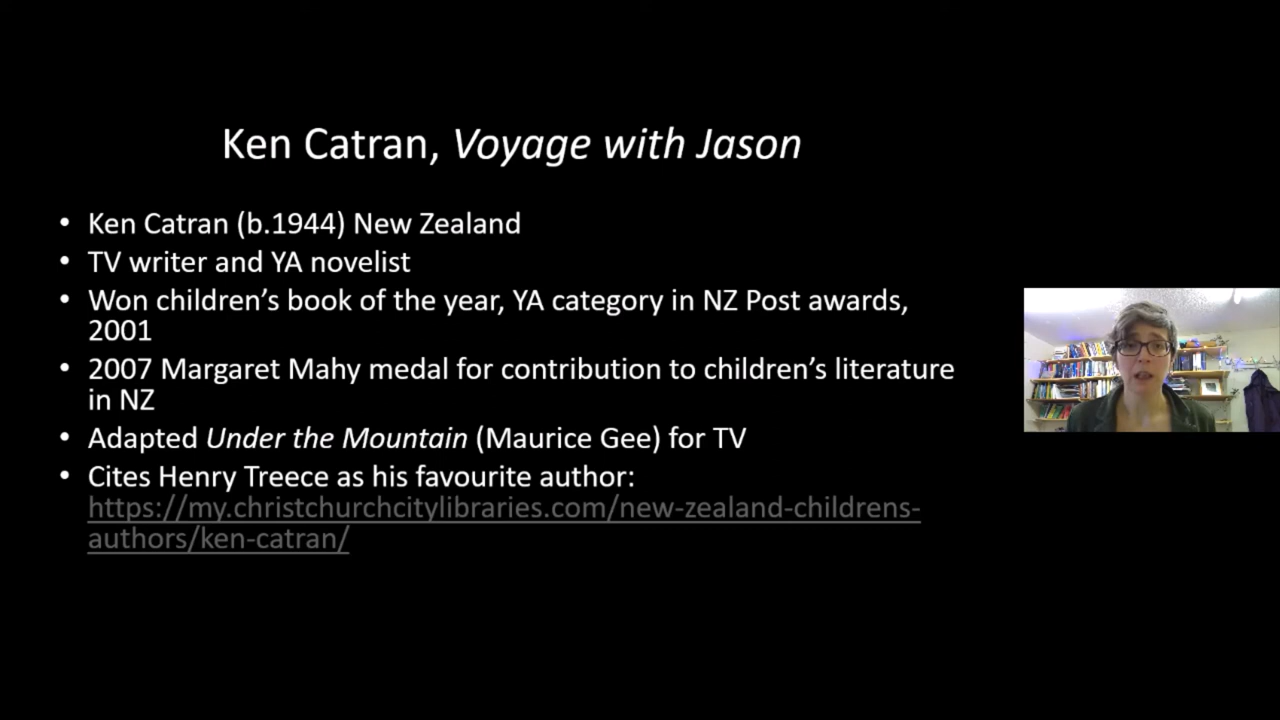 Ken Catran, Voyage with Jason
• Ken Catran (b.1944) New Zealand
• TV writer and YA novelist
• Won children’s book of the year, YA category in NZ Post awards,
2001
• 2007 Margaret Mahy medal for contribution to children’s literature
in NZ
• Adapted Under the Mountain (Maurice Gee) for TV
• Cites Henry Treece as his favourite author:
https://my.christchurchcitylibraries.com/new-zealand-childrens-
authors/ken-catran/